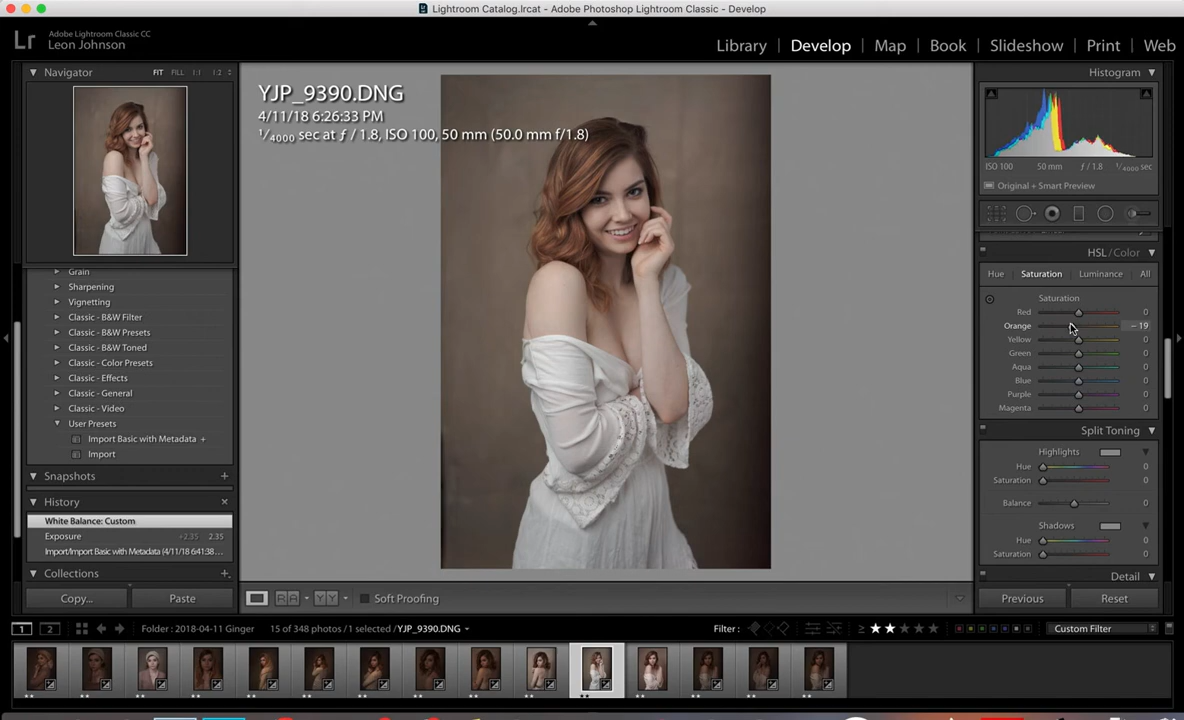 Lightroom Catalog.lrcat - Adobe Photoshop Lightroom Classic - Develop
Lr
Adobe Lightroom Classic CC
Leon Johnson
Library | Develop | Map | Book | Slideshow | Print | Web
Navigator FIT FILL 1:1 1:2
Grain
Sharpening
Vignetting
Classic - B&W Filter
Classic - B&W Presets
Classic - B&W Toned
Classic - Color Presets
Classic - Effects
Classic - General
Classic - Video
User Presets
Import Basic with Metadata +
Import
Snapshots +
History ×
White Balance: Custom
Exposure +2.35 2.35
Import/Import Basic with Metadata (4/11/18 6:41:38...
Collections +
Copy... Paste
YJP_9390.DNG
4/11/18 6:26:33 PM
1/4000 sec at ƒ / 1.8, ISO 100, 50 mm (50.0 mm f/1.8)
Soft Proofing
Histogram
ISO 100 50 mm ƒ / 1.8 1/4000 sec
Original + Smart Preview
HSL / Color
Hue Saturation Luminance All
Saturation
Red 0
Orange – 19
Yellow 0
Green 0
Aqua 0
Blue 0
Purple 0
Magenta 0
Split Toning
Highlights
Hue 0
Saturation 0
Balance 0
Shadows
Hue 0
Saturation 0
Detail
Previous Reset
1 2 Folder : 2018-04-11 Ginger 15 of 348 photos / 1 selected / YJP_9390.DNG Filter : ≥ ★★★★★ Custom Filter